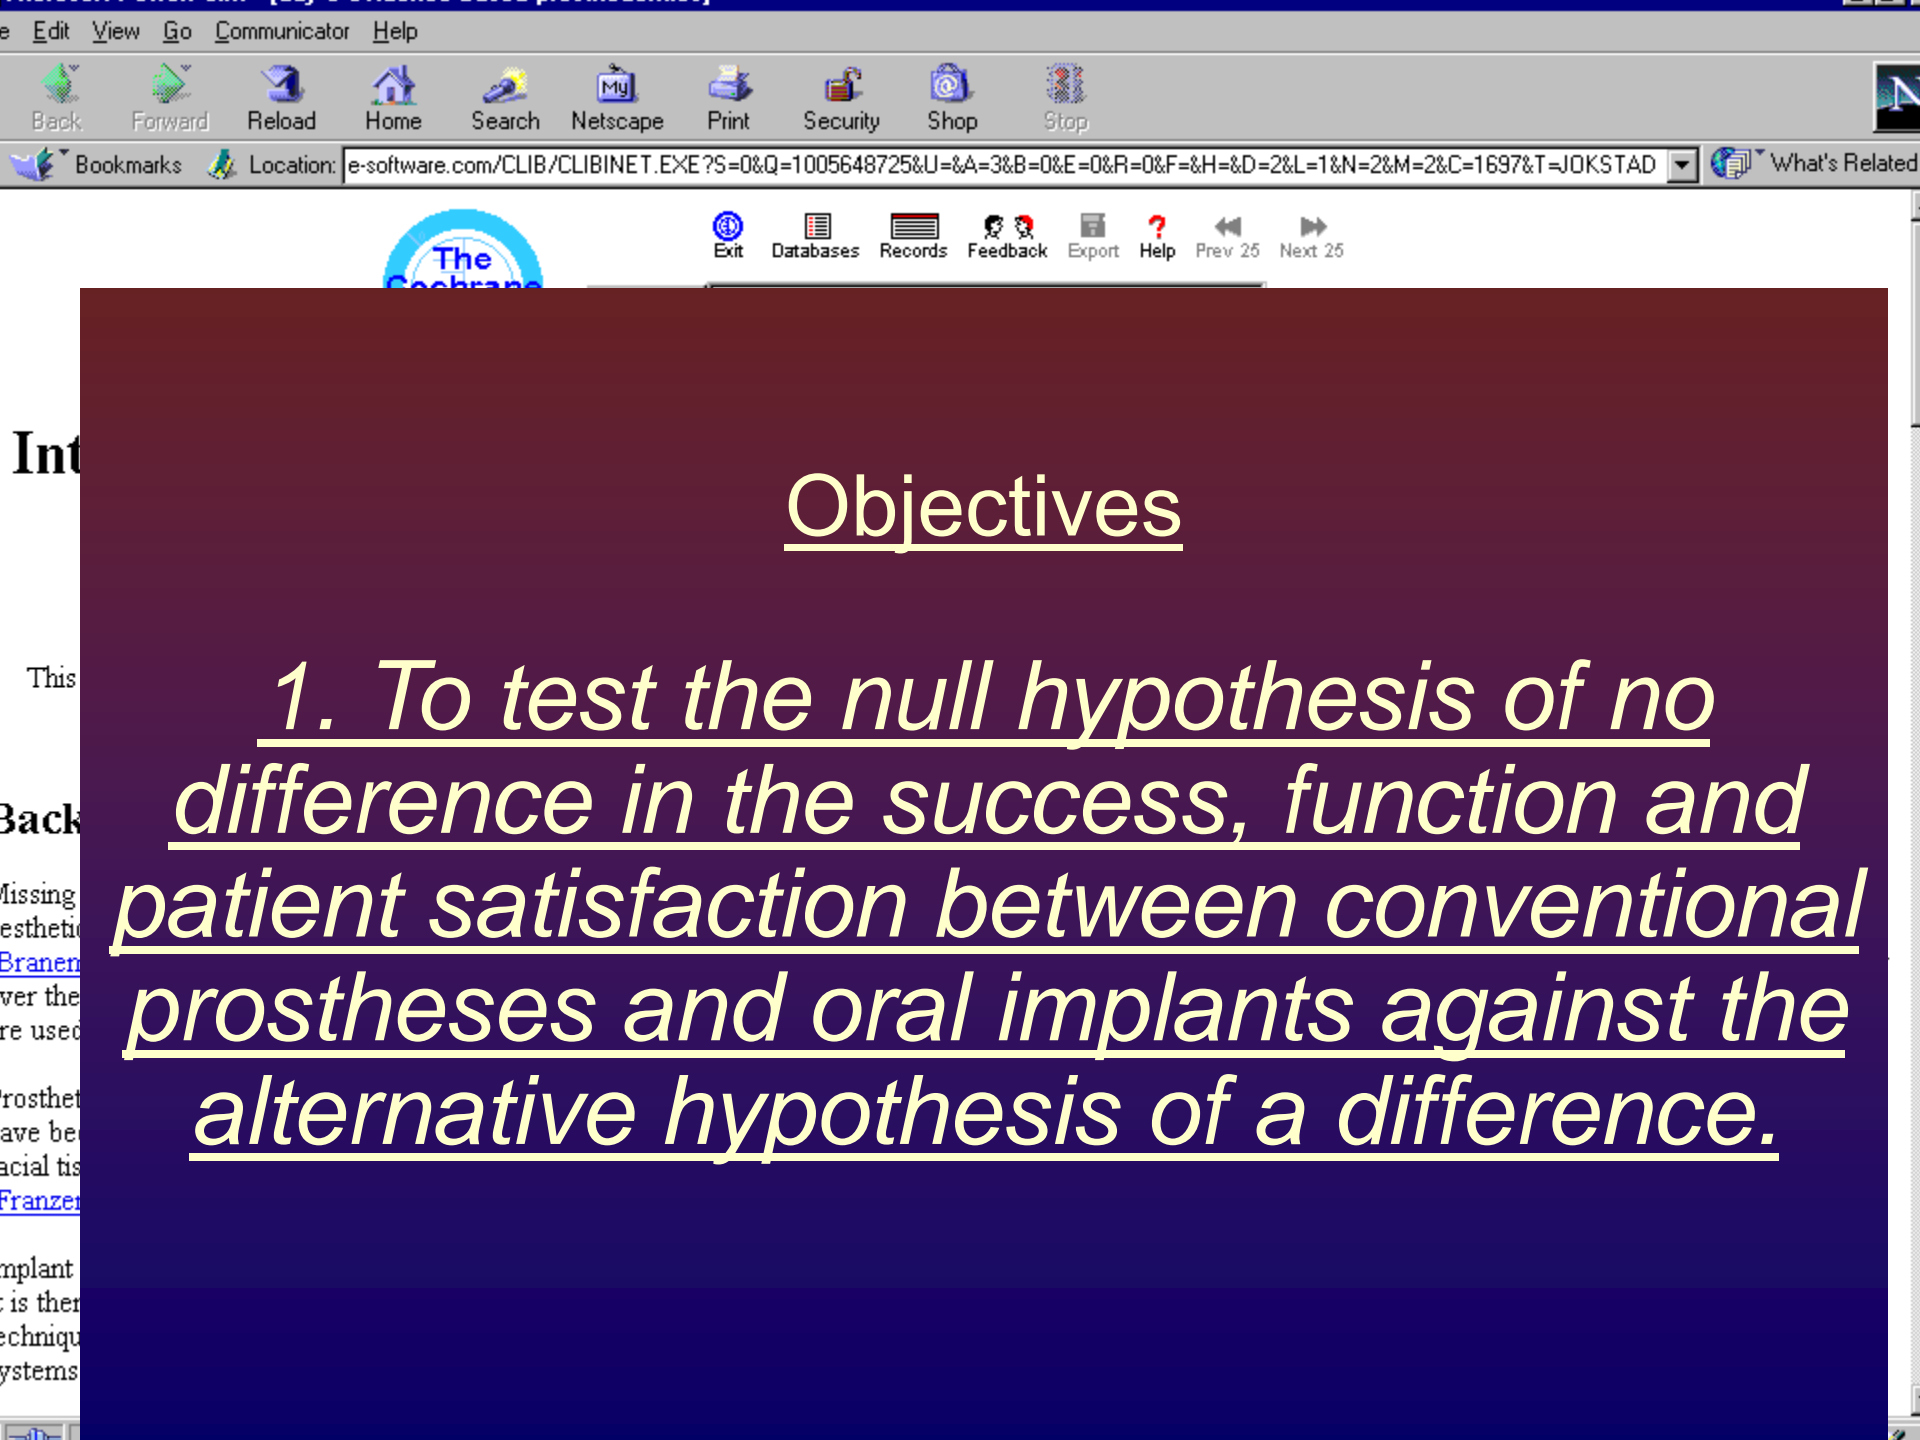 Edit View Go Communicator Help
Back Forward Reload Home Search Netscape Print Security Shop Stop
Bookmarks Location: e-software.com/CLIB/CLIBINET.EXE?S=0&Q=1005648725&U=&A=3&B=0&E=0&R=0&F=&H=&D=2&L=1&N=2&M=2&C=1697&T=JOKSTAD What's Related
The
Cochrane
Exit Databases Records Feedback Export Help Prev 25 Next 25
Objectives
1. To test the null hypothesis of no
difference in the success, function and
patient satisfaction between conventional
prostheses and oral implants against the
alternative hypothesis of a difference.
This
Missing
is